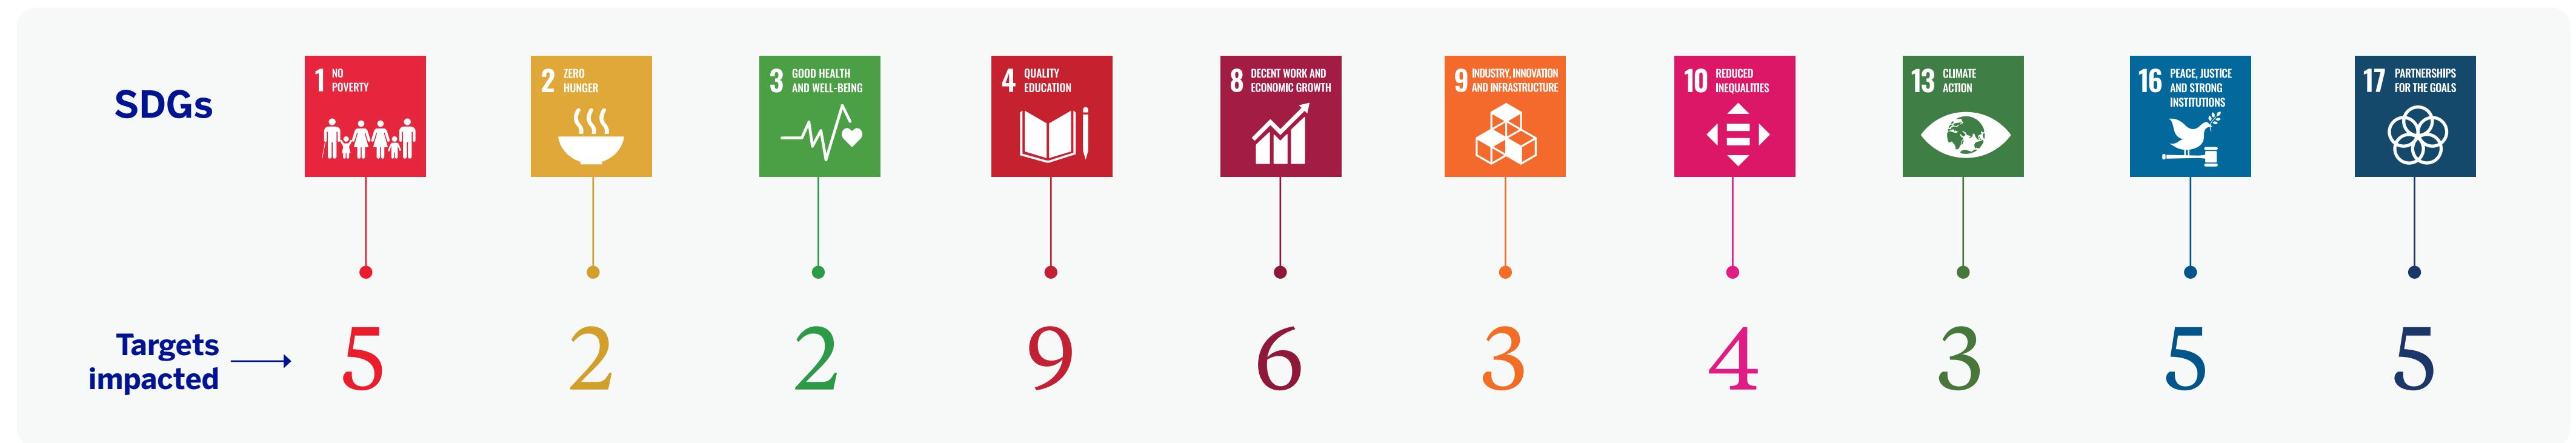 SDGs
1 NO
POVERTY
2 ZERO
HUNGER
3 GOOD HEALTH
AND WELL-BEING
4 QUALITY
EDUCATION
8 DECENT WORK AND
ECONOMIC GROWTH
9 INDUSTRY, INNOVATION
AND INFRASTRUCTURE
10 REDUCED
INEQUALITIES
13 CLIMATE
ACTION
16 PEACE, JUSTICE
AND STRONG
INSTITUTIONS
17 PARTNERSHIPS
FOR THE GOALS
Targets
impacted
5 2 2 9 6 3 4 3 5 5